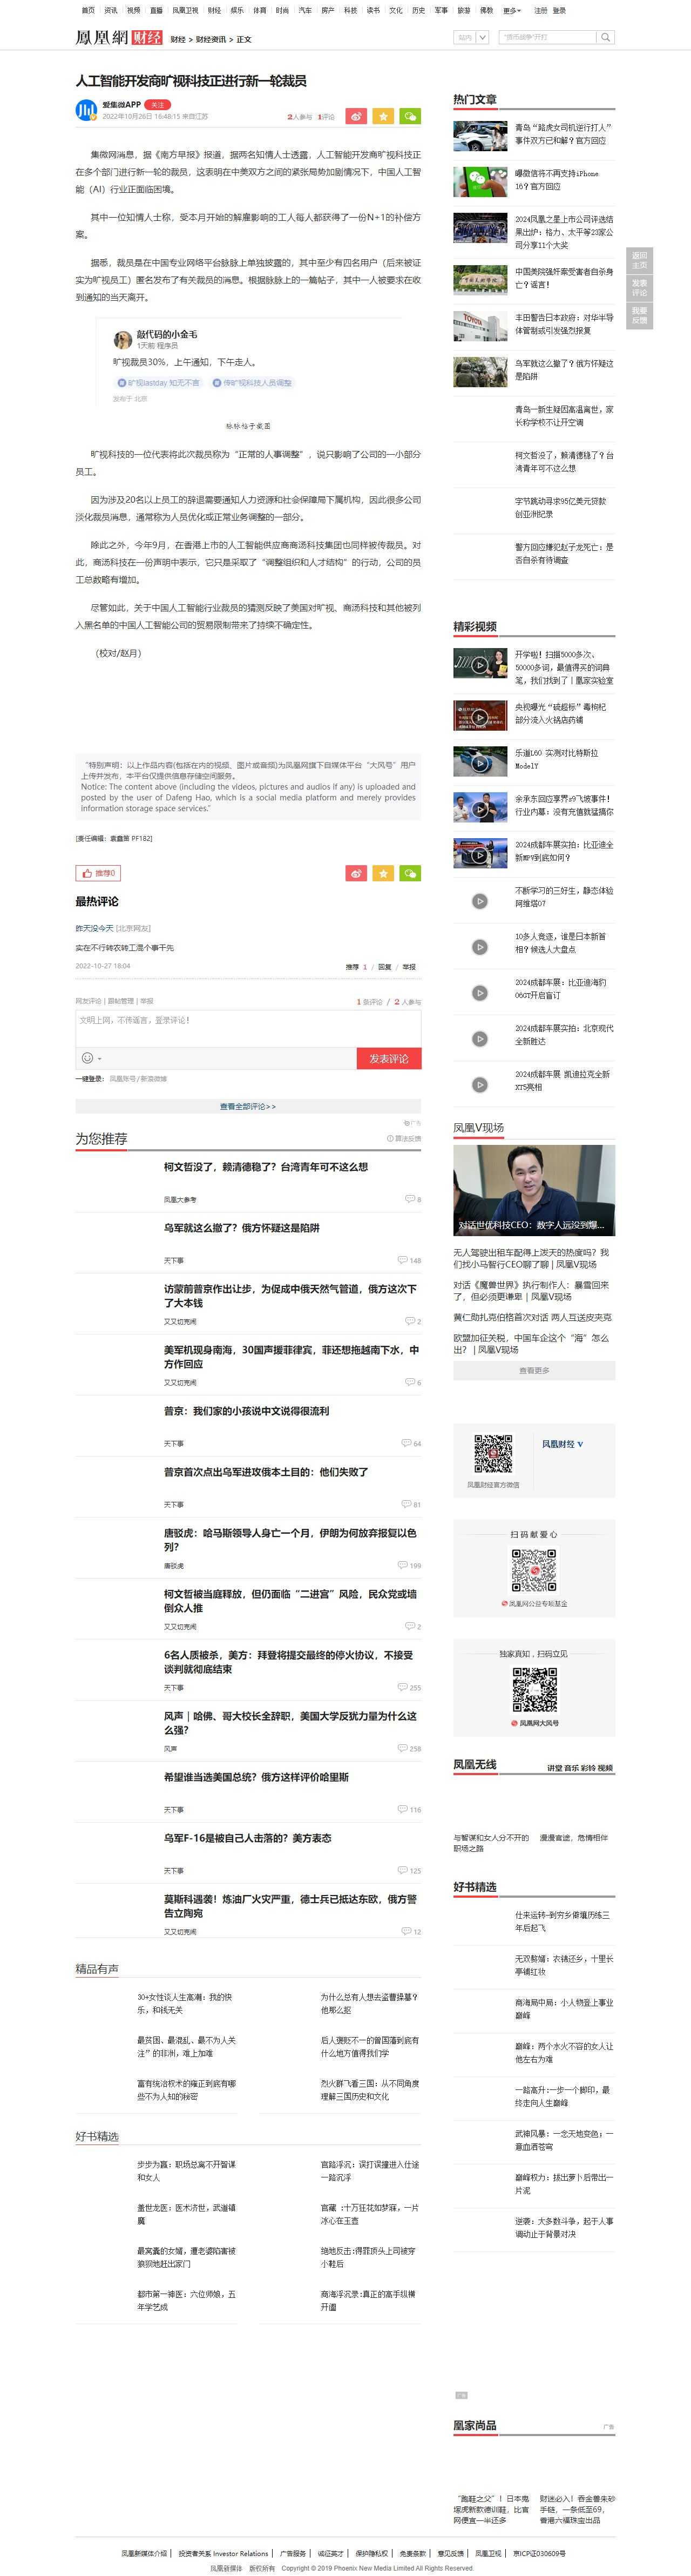 首页 资讯 视频 直播 凤凰卫视 财经 娱乐 体育 时尚 汽车 房产 科技 读书 文化 历史 军事 旅游 佛教 更多 注册 登录
鳳凰網 财经 财经 > 财经资讯 > 正文
站内 "货币战争"开打
人工智能开发商旷视科技正进行新一轮裁员
爱集微APP 关注
2022年10月26日 16:48:15 来自江苏
2人参与 1评论
集微网消息，据《南方早报》报道，据两名知情人士透露，人工智能开发商旷视科技正
在多个部门进行新一轮的裁员，这表明在中美双方之间的紧张局势加剧情况下，中国人工智
能（AI）行业正面临困境。
其中一位知情人士称，受本月开始的解雇影响的工人每人都获得了一份N+1的补偿方
案。
据悉，裁员是在中国专业网络平台脉脉上单独披露的，其中至少有四名用户（后来被证
实为旷视员工）匿名发布了有关裁员的消息。根据脉脉上的一篇帖子，其中一人被要求在收
到通知的当天离开。
敲代码的小金毛
1天前 程序员
旷视裁员30%，上午通知，下午走人。
旷视lastday 知无不言 传旷视科技人员调整
发布于 北京
脉脉帖子截图
旷视科技的一位代表将此次裁员称为“正常的人事调整”，说只影响了公司的一小部分
员工。
因为涉及20名以上员工的辞退需要通知人力资源和社会保障局下属机构，因此很多公司
淡化裁员消息，通常称为人员优化或正常业务调整的一部分。
除此之外，今年9月，在香港上市的人工智能供应商商汤科技集团也同样被传裁员。对
此，商汤科技在一份声明中表示，它只是采取了“调整组织和人才结构”的行动，公司的员
工总数略有增加。
尽管如此，关于中国人工智能行业裁员的猜测反映了美国对旷视、商汤科技和其他被列
入黑名单的中国人工智能公司的贸易限制带来了持续不确定性。
（校对/赵月）
“特别声明：以上作品内容(包括在内的视频、图片或音频)为凤凰网旗下自媒体平台“大风号”用户
上传并发布，本平台仅提供信息存储空间服务。
Notice: The content above (including the videos, pictures and audios if any) is uploaded and
posted by the user of Dafeng Hao, which is a social media platform and merely provides
information storage space services.”
[责任编辑：袁鑫策 PF182]
推荐0
最热评论
昨天没今天 [北京网友]
实在不行转农转工混个事干先
2022-10-27 18:04 推荐 1 / 回复 / 举报
网友评论 | 跟帖管理 | 举报 1 条评论 / 2 人参与
文明上网，不传谣言，登录评论！
发表评论
一键登录： 凤凰账号 / 新浪微博
查看全部评论>>
广告
为您推荐 算法反馈
柯文哲没了，赖清德稳了？台湾青年可不这么想
凤凰大参考 8
乌军就这么撤了？俄方怀疑这是陷阱
天下事 148
访蒙前普京作出让步，为促成中俄天然气管道，俄方这次下
了大本钱
又又切克闹 2
美军机现身南海，30国声援菲律宾，菲还想拖越南下水，中
方作回应
又又切克闹 6
普京：我们家的小孩说中文说得很流利
天下事 64
普京首次点出乌军进攻俄本土目的：他们失败了
天下事 81
唐驳虎：哈马斯领导人身亡一个月，伊朗为何放弃报复以色
列？
唐驳虎 199
柯文哲被当庭释放，但仍面临“二进宫”风险，民众党或墙
倒众人推
又又切克闹 2
6名人质被杀，美方：拜登将提交最终的停火协议，不接受
谈判就彻底结束
天下事 255
风声｜哈佛、哥大校长全辞职，美国大学反犹力量为什么这
么强？
风声 258
希望谁当选美国总统？俄方这样评价哈里斯
天下事 116
乌军F-16是被自己人击落的？美方表态
天下事 125
莫斯科遇袭！炼油厂火灾严重，德士兵已抵达东欧，俄方警
告立陶宛
又又切克闹 12
精品有声
30+女性谈人生高潮：我的快
乐，和钱无关
为什么总有人想去盗曹操墓？
他那么抠
最贫困、最混乱、最不为人关
注”的非洲，难上加难
后人褒贬不一的曾国藩到底有
什么地方值得我们学
富有统治权术的雍正到底有哪
些不为人知的秘密
烈火群飞看三国：从不同角度
理解三国历史和文化
好书精选
步步为赢：职场总离不开智谋
和女人
官路浮沉：误打误撞进入仕途
一路沉浮
盖世龙医：医术济世，武道镇
魔
官藏 ：十万狂花如梦寐，一片
冰心在玉壶
最窝囊的女婿，遭老婆陷害被
狼狈地赶出家门
绝地反击:得罪顶头上司被穿
小鞋后
都市第一神医：六位师娘，五
年学艺成
商海浮沉录:真正的高手纵横
开阖
热门文章
青岛“路虎女司机逆行打人”
事件双方已和解？官方回应
曝微信将不再支持iPhone
16？官方回应
2024凤凰之星上市公司评选结
果出炉：格力、太平等23家公
司分享11个大奖
中国美院强奸案受害者自杀身
亡？谣言！
丰田警告日本政府：对华半导
体管制或引发强烈报复
乌军就这么撤了？俄方怀疑这
是陷阱
青岛一新生疑因高温离世，家
长称学校不让开空调
柯文哲没了，赖清德稳了？台
湾青年可不这么想
字节跳动寻求95亿美元贷款
创亚洲纪录
警方回应嫌犯赵子龙死亡：是
否自杀有待调查
返回
主页
发表
评论
我要
反馈
精彩视频
开学啦！扫描5000多次、
50000多词，最值得买的词典
笔，我们找到了丨凰家实验室
央视曝光“硫超标”毒枸杞
部分流入火锅店药铺
乐道L60 实测对比特斯拉
ModelY
余承东回应享界s9飞坡事件！
行业内幕：没有充值就猛搞你
2024成都车展实拍：比亚迪全
新MPV到底如何？
不断学习的三好生，静态体验
阿维塔07
10多人竞逐，谁是日本新首
相？候选人大盘点
2024成都车展：比亚迪海豹
06GT开启盲订
2024成都车展实拍：北京现代
全新胜达
2024成都车展 凯迪拉克全新
XT5亮相
凤凰V现场
对话世优科技CEO：数字人远没到爆...
无人驾驶出租车配得上泼天的热度吗？我
们找小马智行CEO聊了聊 | 凤凰V现场
对话《魔兽世界》执行制作人：暴雪回来
了，但必须更谦卑 | 凤凰V现场
黄仁勋扎克伯格首次对话 两人互送皮夹克
欧盟加征关税，中国车企这个“海”怎么
出？ | 凤凰V现场
查看更多
凤凰财经 V
凤凰财经官方微信
扫码献爱心
凤凰网公益专项基金
独家真知，扫码立见
凤凰网大风号
凤凰无线 讲堂 音乐 彩铃 视频
与智谋和女人分不开的
职场之路
漫漫官途，危情相伴
好书精选
仕来运转-到穷乡僻壤历练三
年后起飞
无双赘婿：衣锦还乡，十里长
亭铺红妆
商海局中局：小人物登上事业
巅峰
巅峰：两个水火不容的女人让
他左右为难
一路高升:一步一个脚印，最
终走向人生巅峰
武神风暴：一念天地变色；一
意血洒苍穹
巅峰权力：拔出萝卜后带出一
片泥
逆袭：大多数斗争，起于人事
调动止于背景对决
广告
凰家尚品 广告
“跑鞋之父”！日本鬼
塚虎新款德训鞋，比官
网便宜一半还多
财迷必入！吞金兽朱砂
手链，一条低至69，
香港六福珠宝出品
凤凰新媒体介绍 | 投资者关系 Investor Relations | 广告服务 | 诚征英才 | 保护隐私权 | 免责条款 | 意见反馈 | 凤凰卫视 | 京ICP证030609号
凤凰新媒体 版权所有 Copyright © 2019 Phoenix New Media Limited All Rights Reserved.